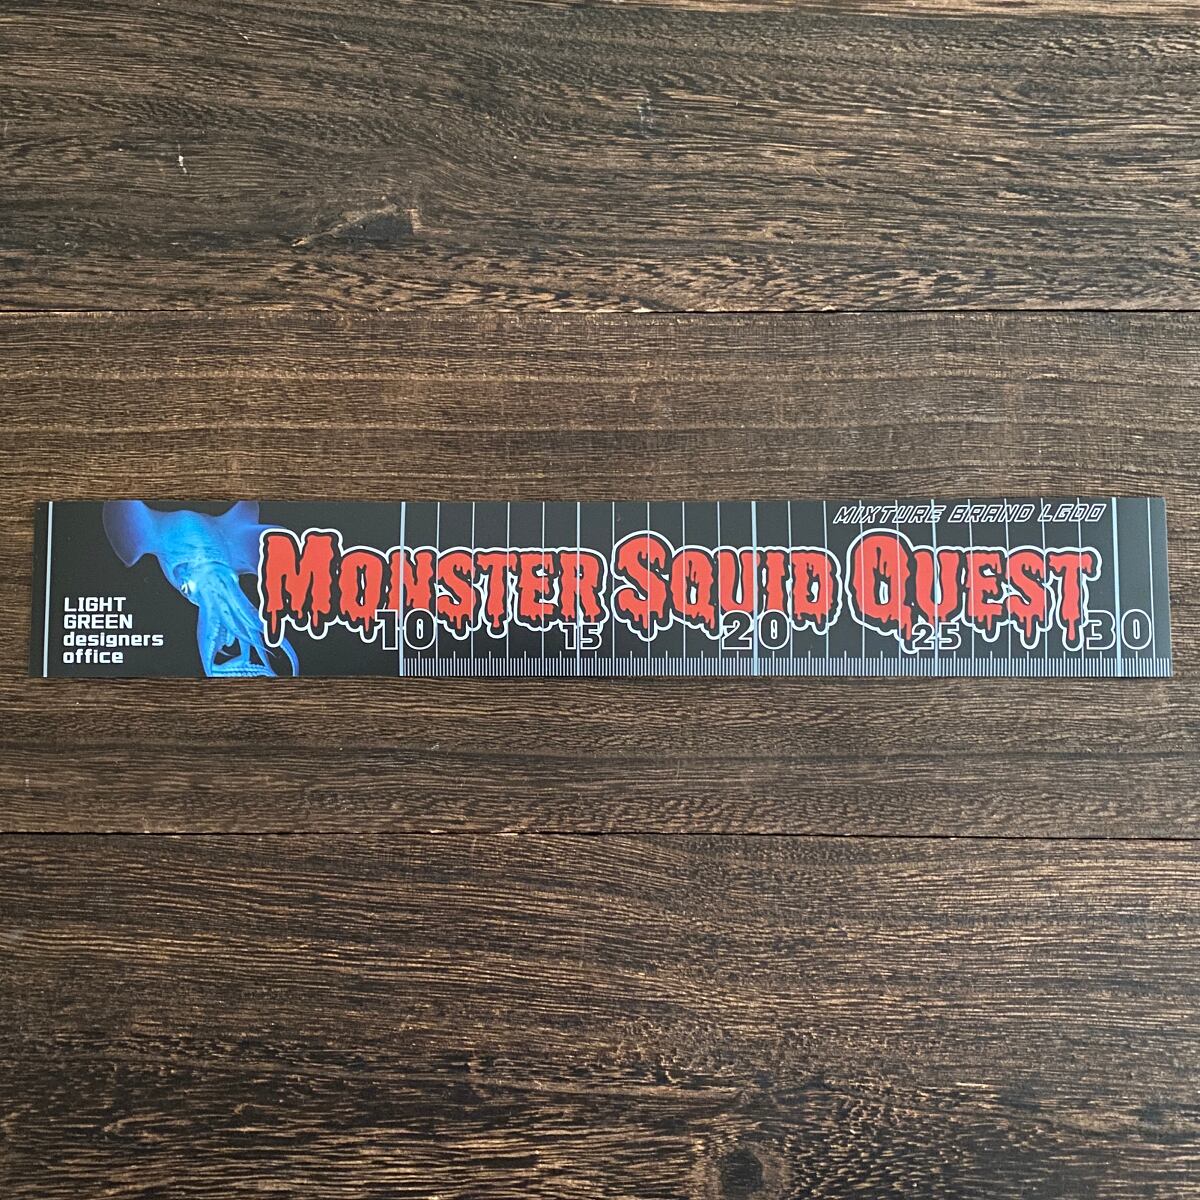 MIXTURE BRAND LGDO
MONSTER SQUID QUEST
LIGHT
GREEN
designers
office
10 15 20 25 30